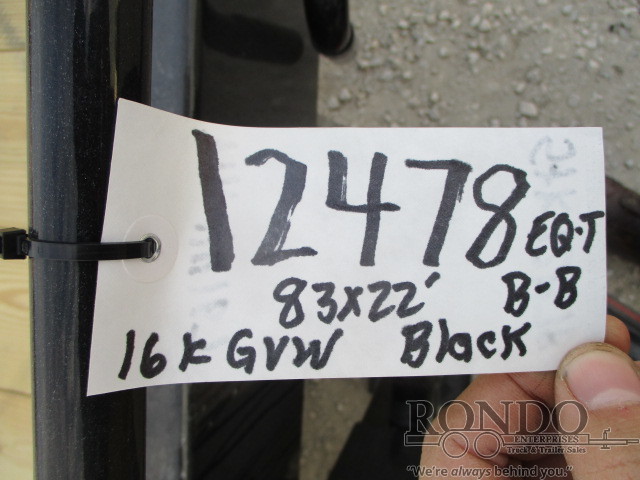 12478 EQ-T
83x22' B-B
16K GVW Black
RONDO
ENTERPRISES
Truck & Trailer Sales
"We're always behind you."